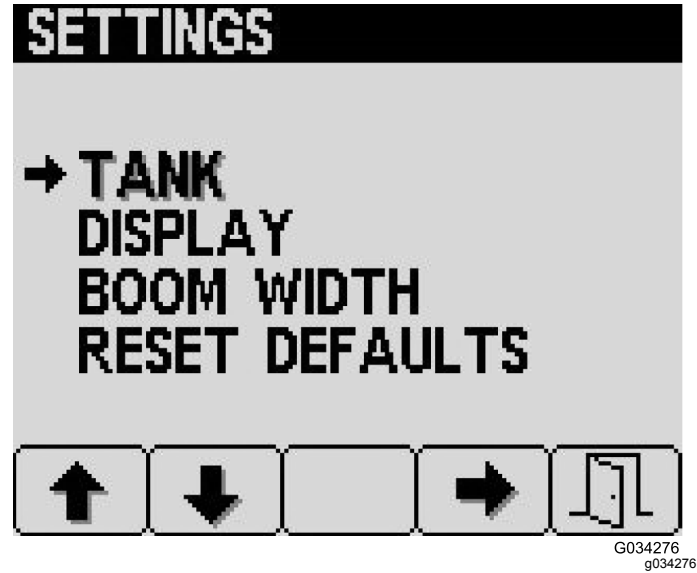 SETTINGS
TANK
DISPLAY
BOOM WIDTH
RESET DEFAULTS
G034276
g034276